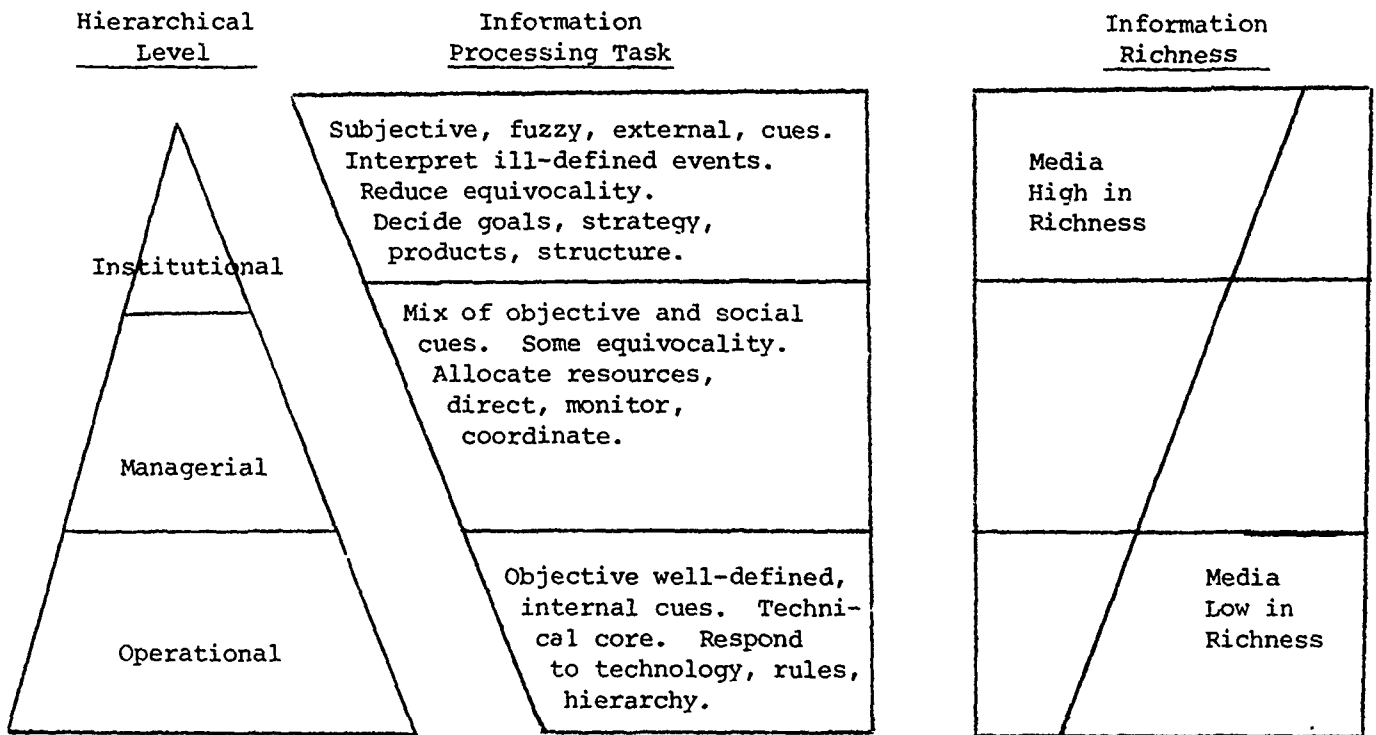 Hierarchical
Level
Information
Processing Task
Information
Richness
Subjective, fuzzy, external, cues.
Interpret ill-defined events.
Reduce equivocality.
Decide goals, strategy,
products, structure.
Media
High in
Richness
Institutional
Mix of objective and social
cues. Some equivocality.
Allocate resources,
direct, monitor,
coordinate.
Managerial
Objective well-defined,
internal cues. Techni-
cal core. Respond
to technology, rules,
hierarchy.
Media
Low in
Richness
Operational